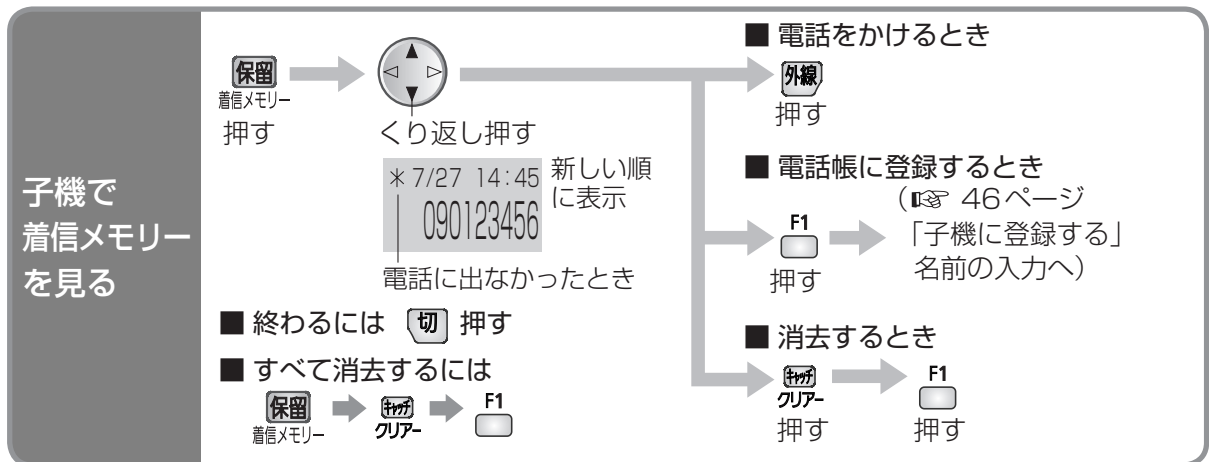 子機で
着信メモリー
を見る
保留
着信メモリー
押す
くり返し押す
＊7/27 14:45
090123456
新しい順
に表示
電話に出なかったとき
■ 終わるには 切 押す
■ すべて消去するには
保留 キャッチ F1
着信メモリー クリアー
■ 電話をかけるとき
外線
押す
■ 電話帳に登録するとき
（☞ 46ページ
「子機に登録する」
名前の入力へ）
F1
押す
■ 消去するとき
キャッチ F1
クリアー
押す 押す